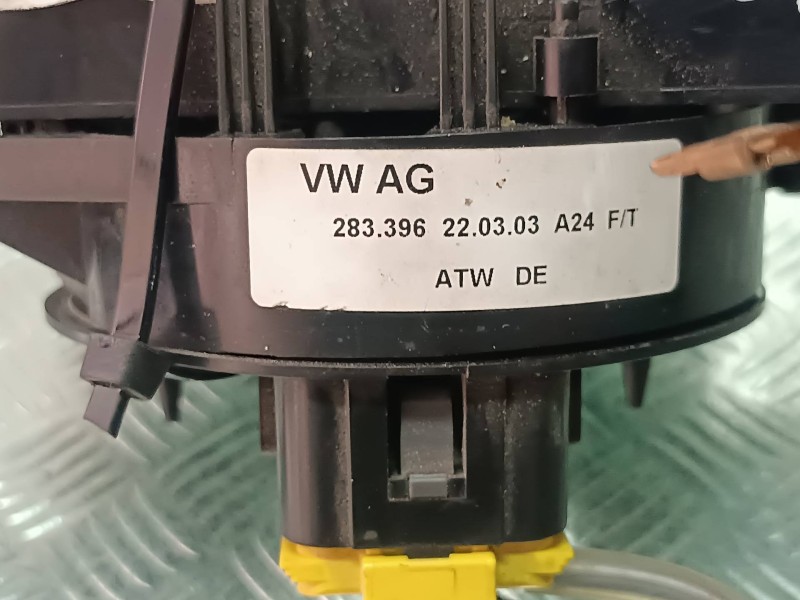 VW AG
283.396 22.03.03 A24 F/T
ATW DE